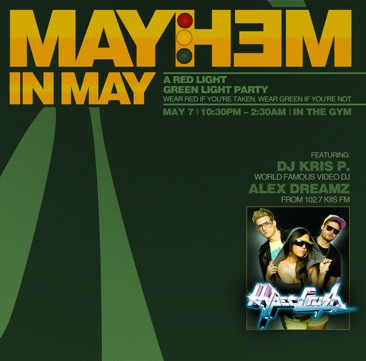 MAYHEM
IN MAY
A RED LIGHT
GREEN LIGHT PARTY
WEAR RED IF YOU'RE TAKEN, WEAR GREEN IF YOU'RE NOT
MAY 7 | 10:30PM – 2:30AM | IN THE GYM
FEATURING:
DJ KRIS P.
WORLD FAMOUS VIDEO DJ
ALEX DREAMZ
FROM 102.7 KIIS FM
HyperCrush